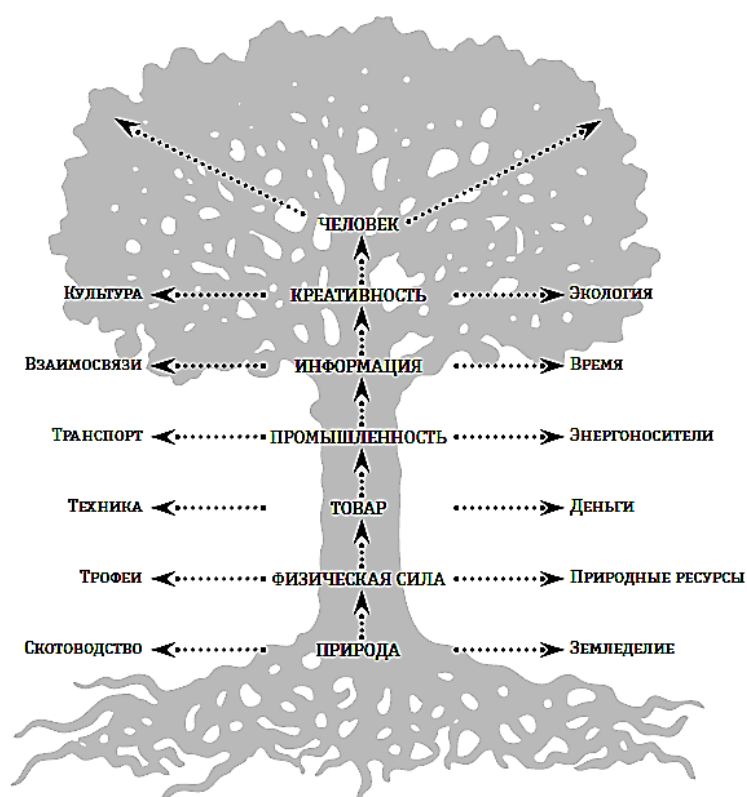 ЧЕЛОВЕК
КУЛЬТУРА КРЕАТИВНОСТЬ ЭКОЛОГИЯ
ВЗАИМОСВЯЗИ ИНФОРМАЦИЯ ВРЕМЯ
ТРАНСПОРТ ПРОМЫШЛЕННОСТЬ ЭНЕРГОНОСИТЕЛИ
ТЕХНИКА ТОВАР ДЕНЬГИ
ТРОФЕИ ФИЗИЧЕСКАЯ СИЛА ПРИРОДНЫЕ РЕСУРСЫ
СКОТОВОДСТВО ПРИРОДА ЗЕМЛЕДЕЛИЕ